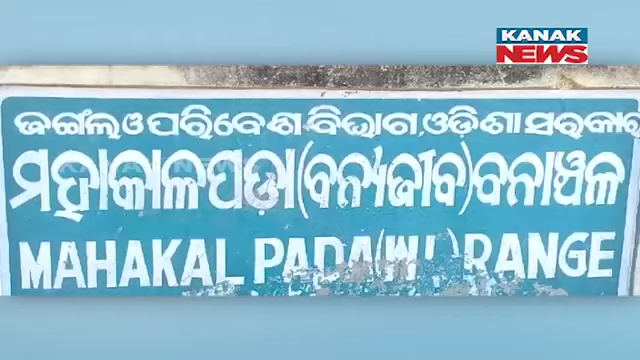 KANAK
NEWS
ଜଙ୍ଗଲ ଓ ପରିବେଶ ବିଭାଗ, ଓଡ଼ିଶା ସରକାର
ମହାକାଳପଡ଼ା (ବନ୍ୟଜୀବ) ବନାଞ୍ଚଳ
MAHAKAL PADA (W.L) RANGE